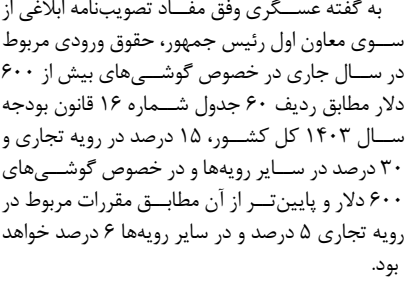 به گفته عسگری وفق مفاد تصویب‌نامه ابلاغی از
سوی معاون اول رئیس جمهور، حقوق ورودی مربوط
در سال جاری در خصوص گوشی‌های بیش از ۶۰۰
دلار مطابق ردیف ۶۰ جدول شماره ۱۶ قانون بودجه
سال ۱۴۰۳ کل کشور، ۱۵ درصد در رویه تجاری و
۳۰ درصد در سایر رویه‌ها و در خصوص گوشی‌های
۶۰۰ دلار و پایین‌تر از آن مطابق مقررات مربوط در
رویه تجاری ۵ درصد و در سایر رویه‌ها ۶ درصد خواهد
بود.